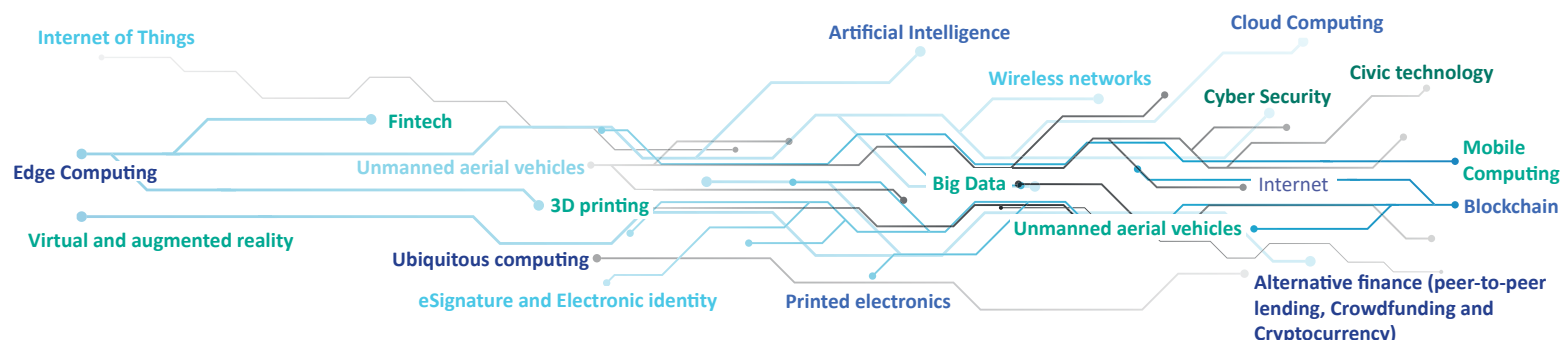 Internet of Things
Artificial Intelligence
Cloud Computing
Wireless networks
Civic technology
Cyber Security
Fintech
Edge Computing
Unmanned aerial vehicles
Big Data
Internet
Mobile
Computing
3D printing
Blockchain
Virtual and augmented reality
Unmanned aerial vehicles
Ubiquitous computing
eSignature and Electronic identity
Printed electronics
Alternative finance (peer-to-peer
lending, Crowdfunding and
Cryptocurrency)